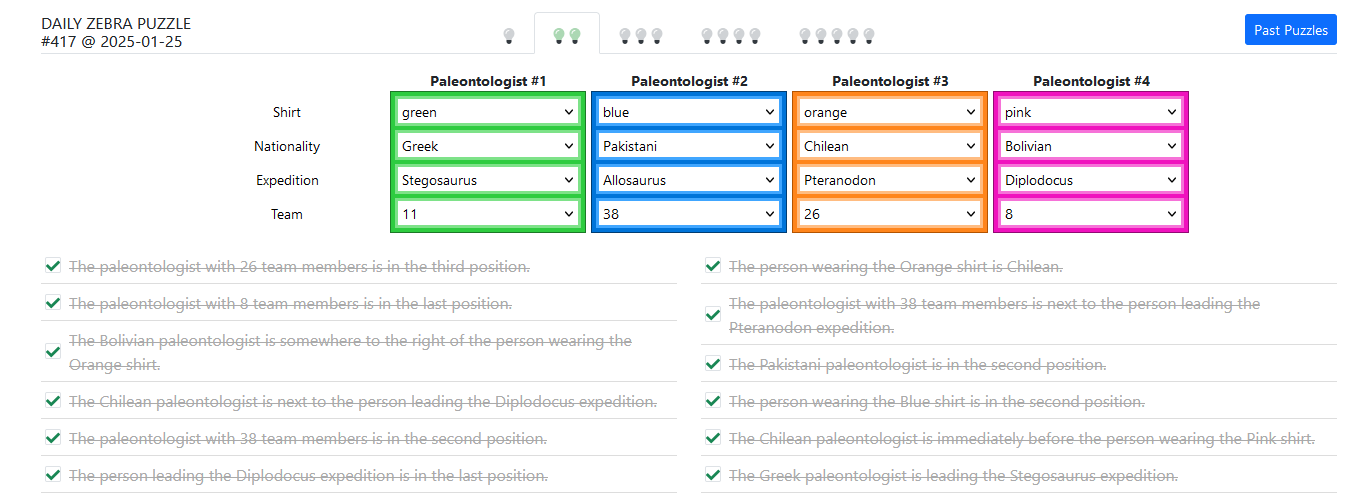 DAILY ZEBRA PUZZLE
#417 @ 2025-01-25
Past Puzzles
Paleontologist #1 Paleontologist #2 Paleontologist #3 Paleontologist #4
Shirt green blue orange pink
Nationality Greek Pakistani Chilean Bolivian
Expedition Stegosaurus Allosaurus Pteranodon Diplodocus
Team 11 38 26 8
The paleontologist with 26 team members is in the third position.
The paleontologist with 8 team members is in the last position.
The Bolivian paleontologist is somewhere to the right of the person wearing the
Orange shirt.
The Chilean paleontologist is next to the person leading the Diplodocus expedition.
The paleontologist with 38 team members is in the second position.
The person leading the Diplodocus expedition is in the last position.
The person wearing the Orange shirt is Chilean.
The paleontologist with 38 team members is next to the person leading the
Pteranodon expedition.
The Pakistani paleontologist is in the second position.
The person wearing the Blue shirt is in the second position.
The Chilean paleontologist is immediately before the person wearing the Pink shirt.
The Greek paleontologist is leading the Stegosaurus expedition.